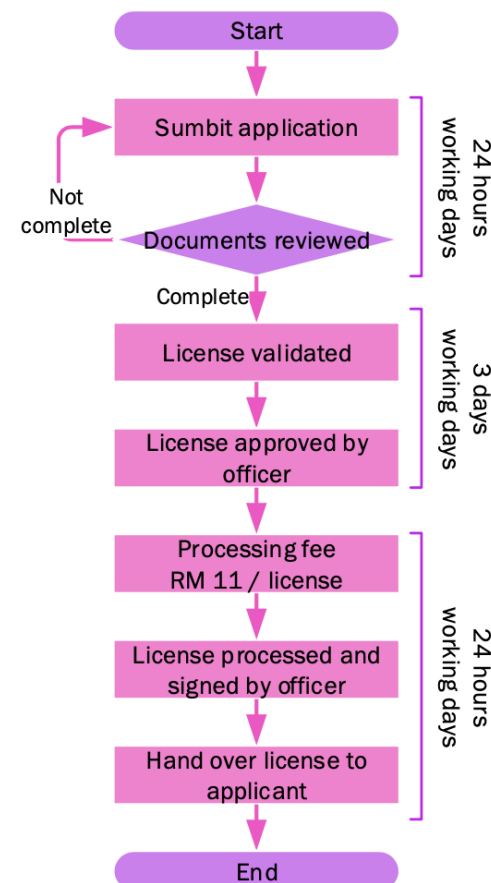 Start
Sumbit application
Not
complete
Documents reviewed
24 hours
working days
Complete
License validated
License approved by
officer
3 days
working days
Processing fee
RM 11 / license
License processed and
signed by officer
Hand over license to
applicant
24 hours
working days
End